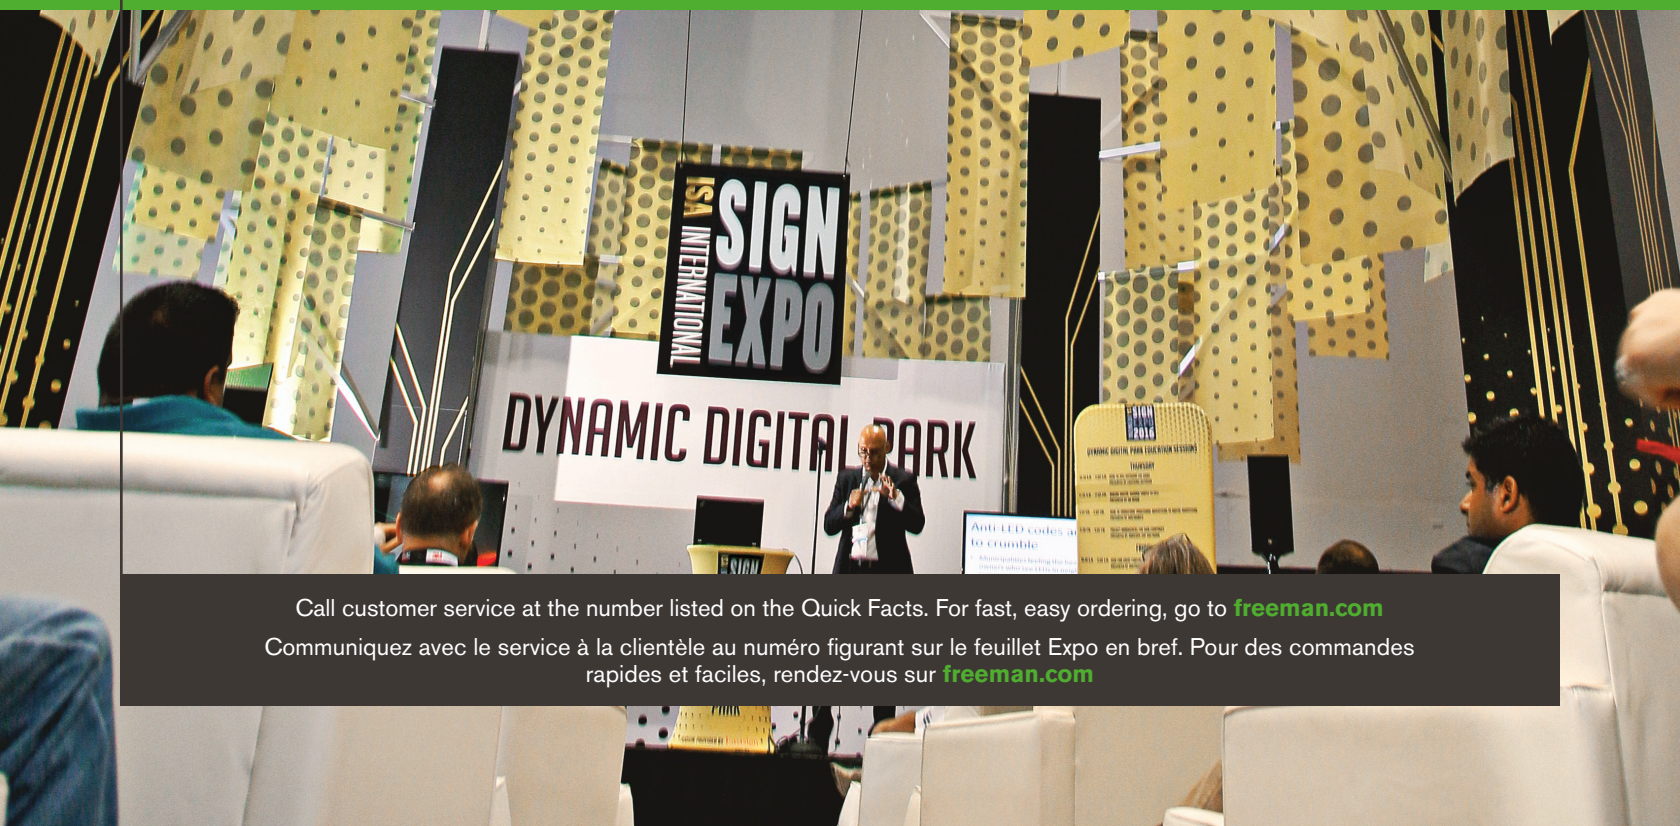 ISA INTERNATIONAL
SIGN
EXPO
DYNAMIC DIGITAL PARK
SIGN
EXPO
2016
DYNAMIC DIGITAL PARK EDUCATION SESSIONS
THURSDAY
Anti-LED codes
to crumble
SIGN
Call customer service at the number listed on the Quick Facts. For fast, easy ordering, go to freeman.com
Communiquez avec le service à la clientèle au numéro figurant sur le feuillet Expo en bref. Pour des commandes
rapides et faciles, rendez-vous sur freeman.com
PARK